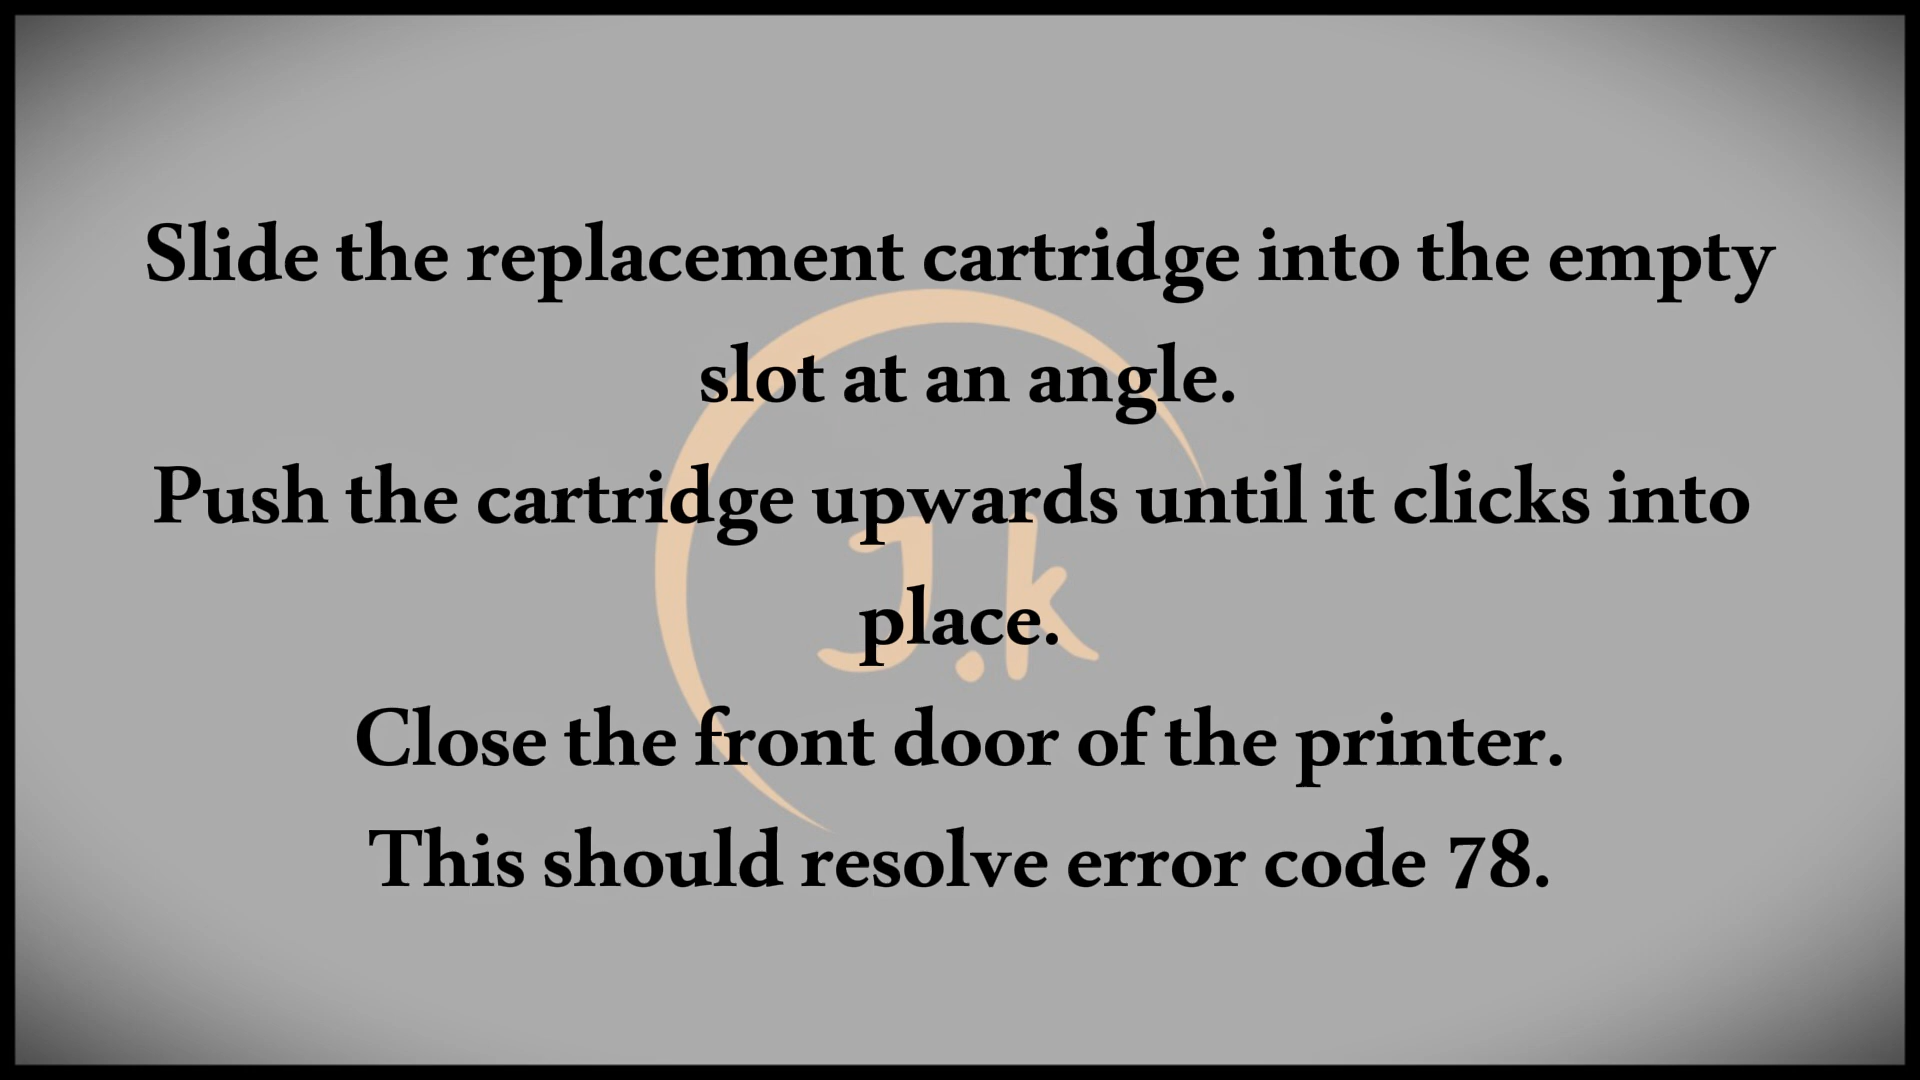 Slide the replacement cartridge into the empty
slot at an angle.
Push the cartridge upwards until it clicks into
J.k
place.
Close the front door of the printer.
This should resolve error code 78.